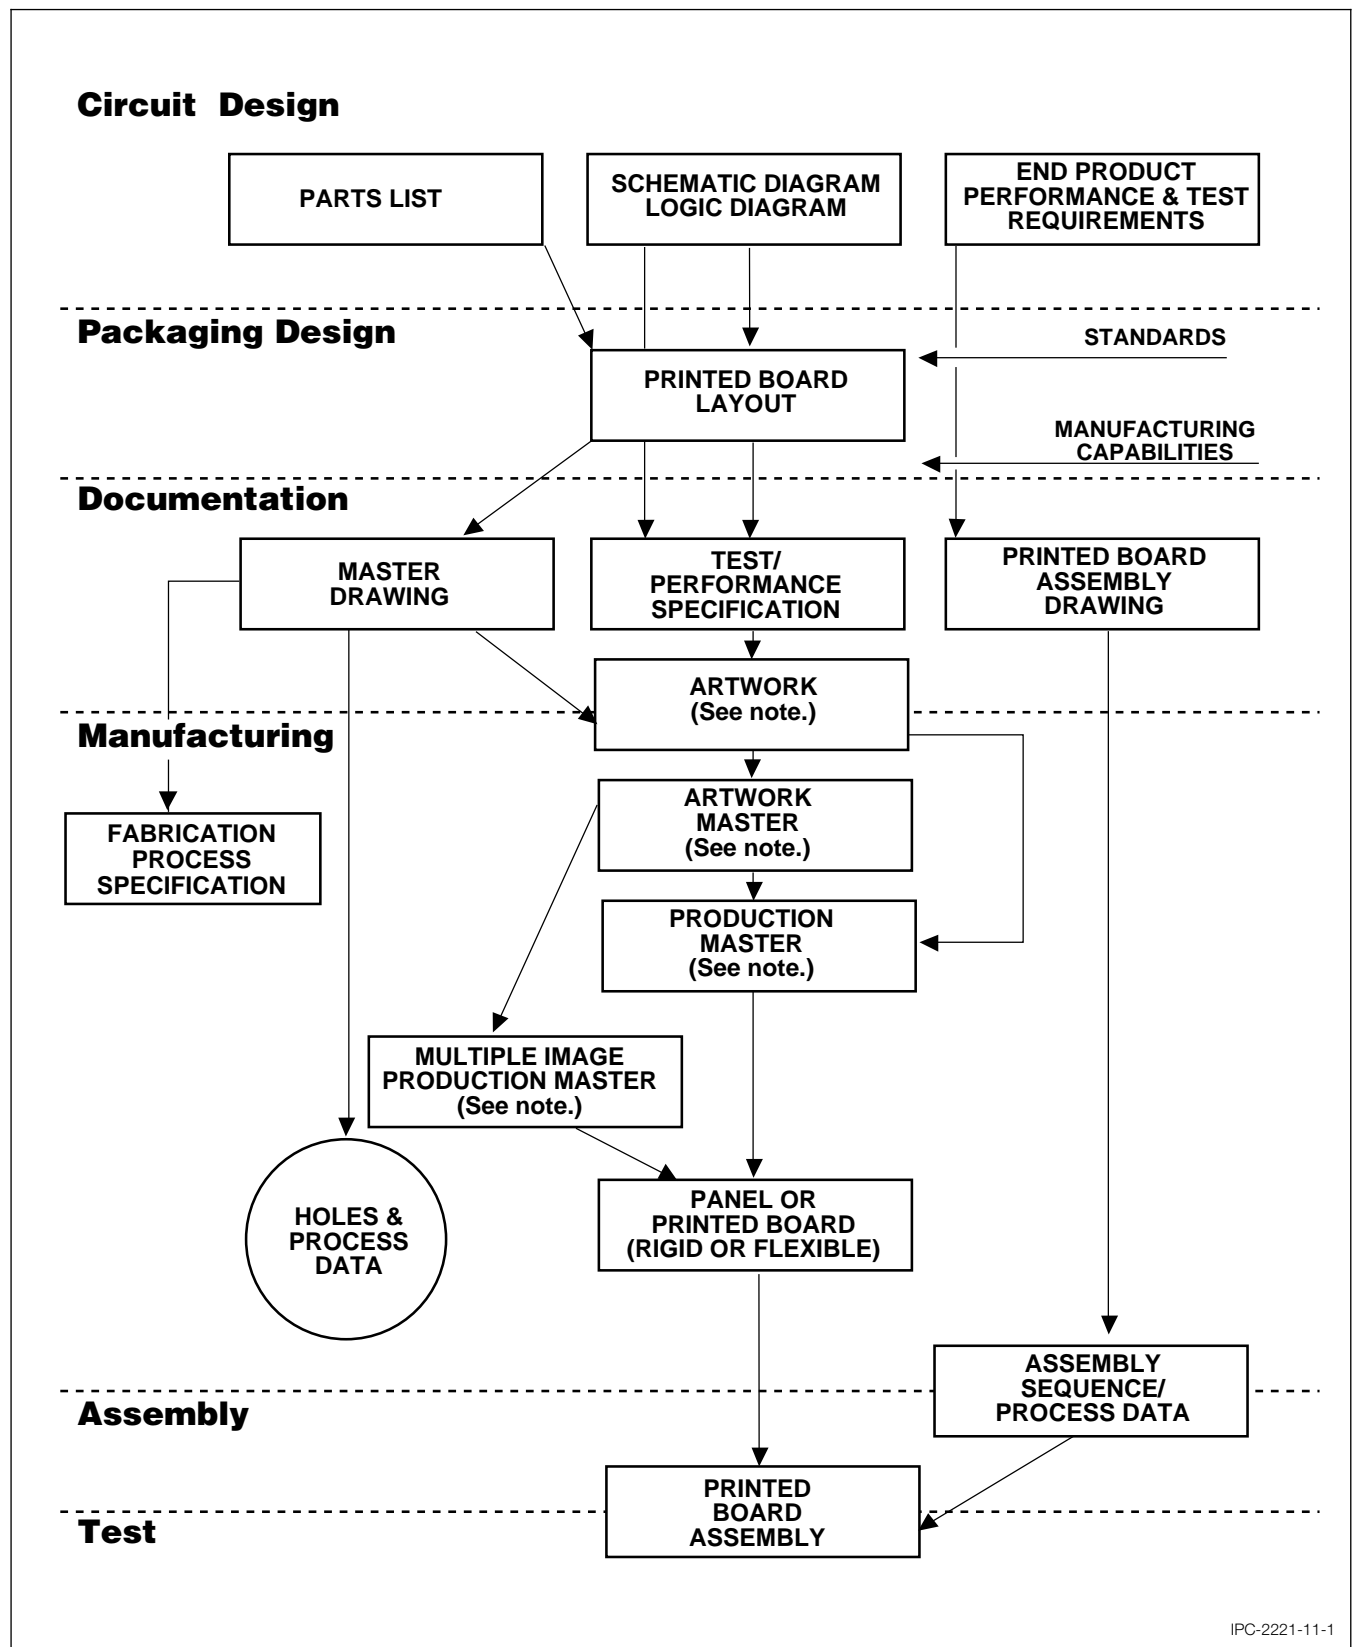 Circuit Design
PARTS LIST
SCHEMATIC DIAGRAM
LOGIC DIAGRAM
END PRODUCT
PERFORMANCE & TEST
REQUIREMENTS
Packaging Design
STANDARDS
PRINTED BOARD
LAYOUT
MANUFACTURING
CAPABILITIES
Documentation
MASTER
DRAWING
TEST/
PERFORMANCE
SPECIFICATION
PRINTED BOARD
ASSEMBLY
DRAWING
ARTWORK
(See note.)
Manufacturing
ARTWORK
MASTER
(See note.)
FABRICATION
PROCESS
SPECIFICATION
PRODUCTION
MASTER
(See note.)
MULTIPLE IMAGE
PRODUCTION MASTER
(See note.)
HOLES &
PROCESS
DATA
PANEL OR
PRINTED BOARD
(RIGID OR FLEXIBLE)
ASSEMBLY
SEQUENCE/
PROCESS DATA
Assembly
PRINTED
BOARD
ASSEMBLY
Test
IPC-2221-11-1